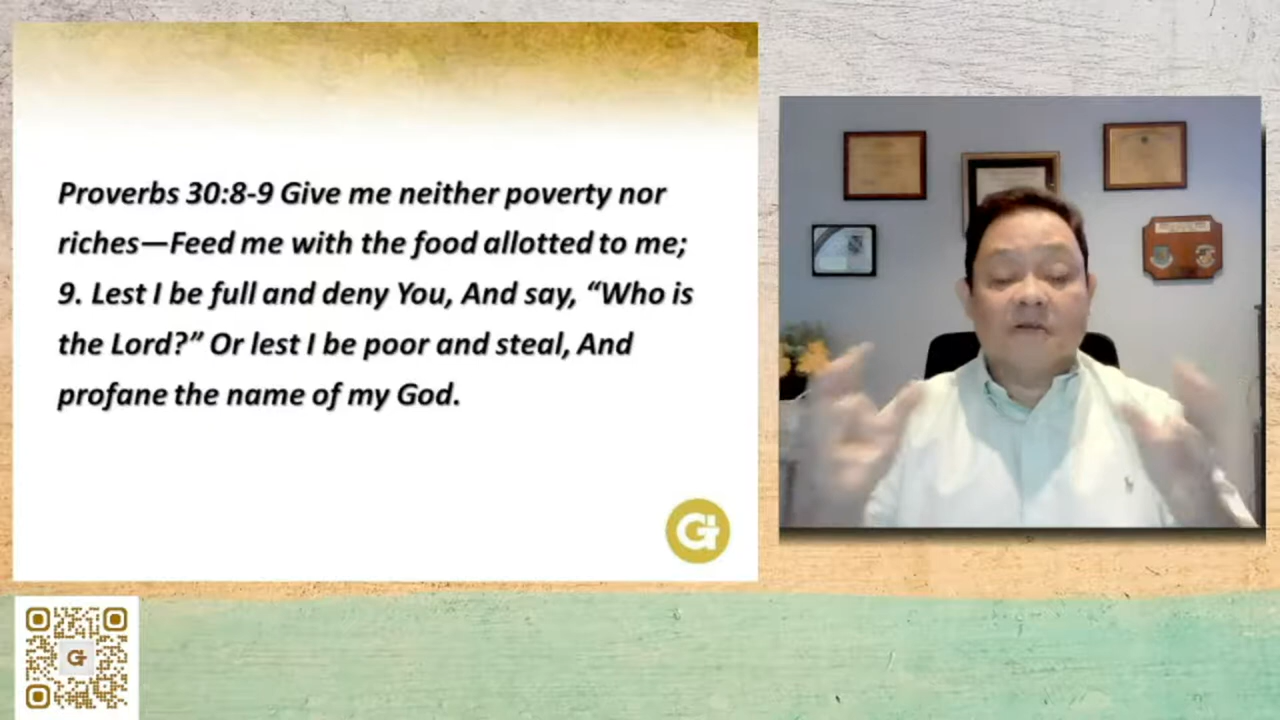 Proverbs 30:8-9 Give me neither poverty nor
riches—Feed me with the food allotted to me;
9. Lest I be full and deny You, And say, “Who is
the Lord?” Or lest I be poor and steal, And
profane the name of my God.